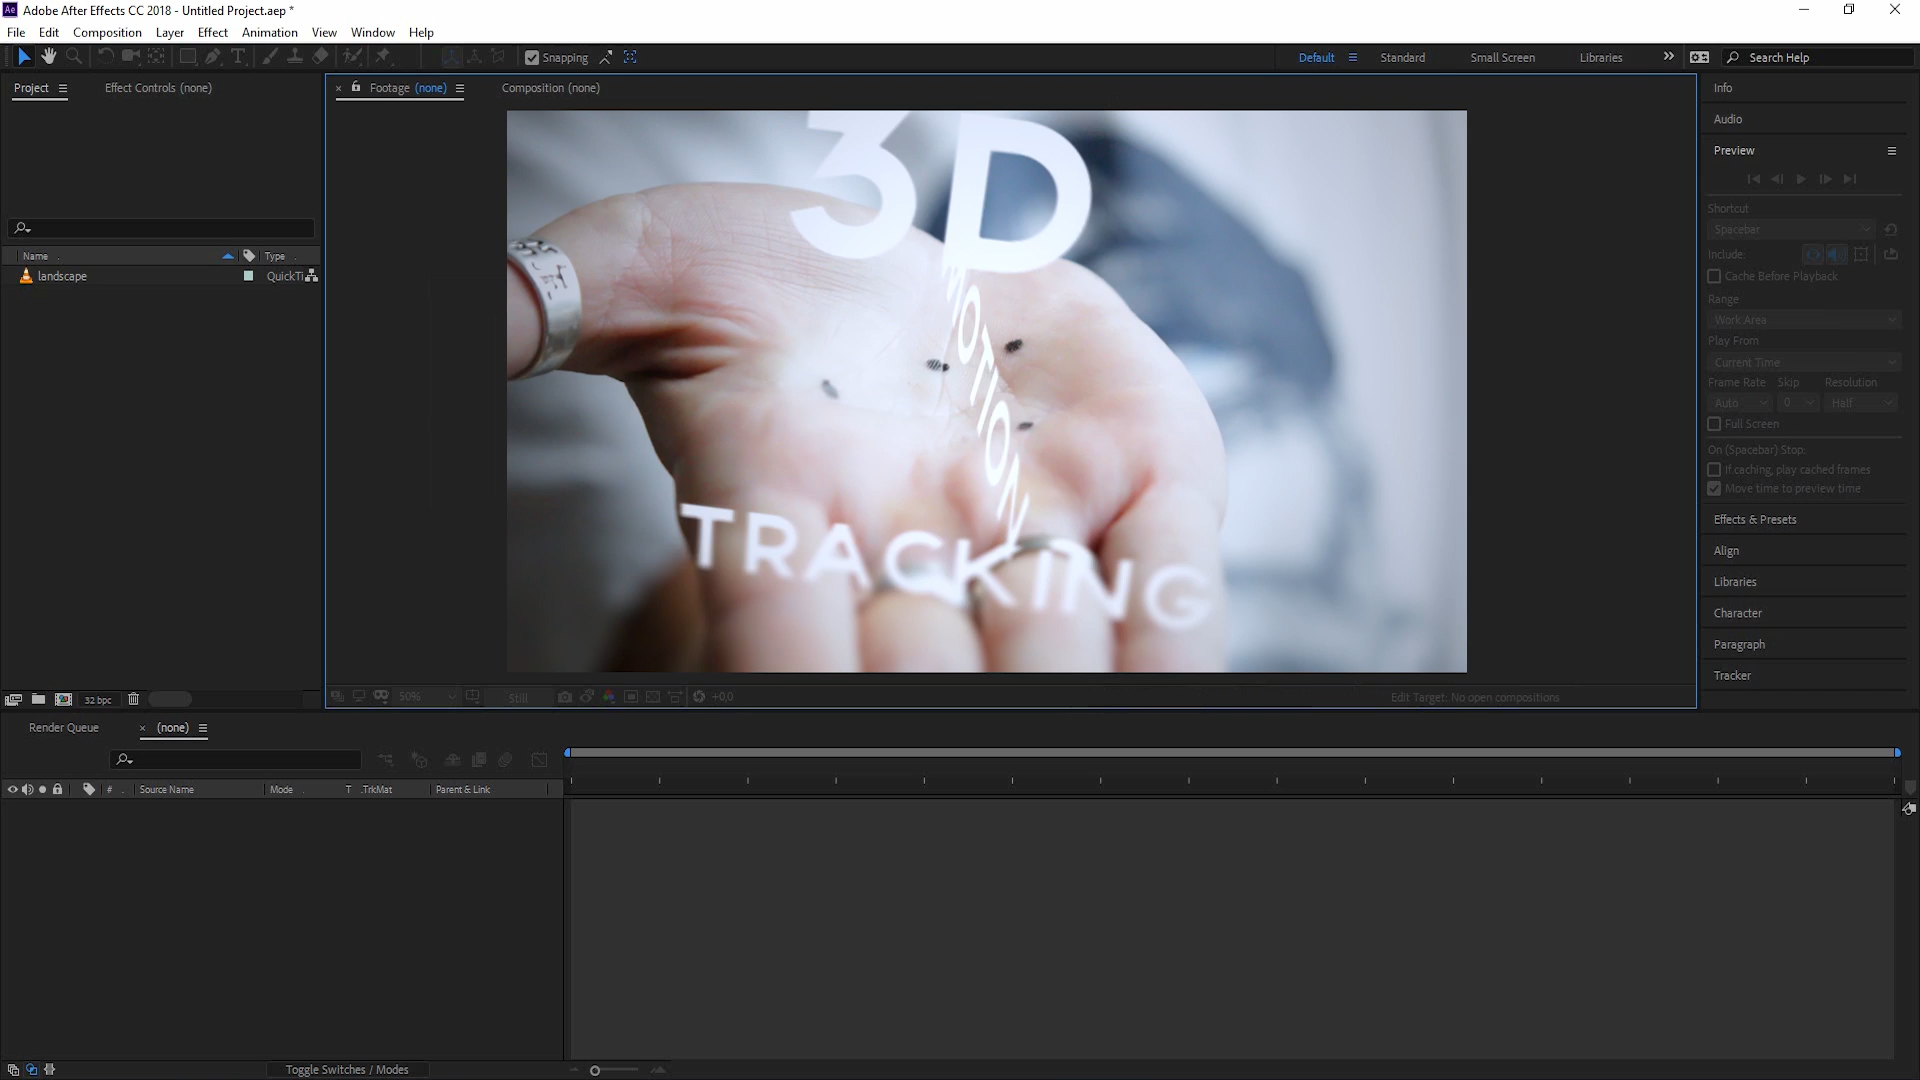 Adobe After Effects CC 2018 - Untitled Project.aep *
File Edit Composition Layer Effect Animation View Window Help
Snapping
Default Standard Small Screen Libraries Search Help
Project Effect Controls (none)
Footage (none) Composition (none)
Info
Audio
Preview
Shortcut
Spacebar
Include:
Cache Before Playback
Range
Work Area
Play From
Current Time
Frame Rate Skip Resolution
Auto 0 Half
Full Screen
On (Spacebar) Stop:
If caching, play cached frames
Move time to preview time
Effects & Presets
Align
Libraries
Character
Paragraph
Tracker
Name Type
landscape QuickTi
3D
MOTION
TRACKING
32 bpc
50% Still +0,0 Edit Target: No open compositions
Render Queue (none)
# Source Name Mode T .TrkMat Parent & Link
Toggle Switches / Modes